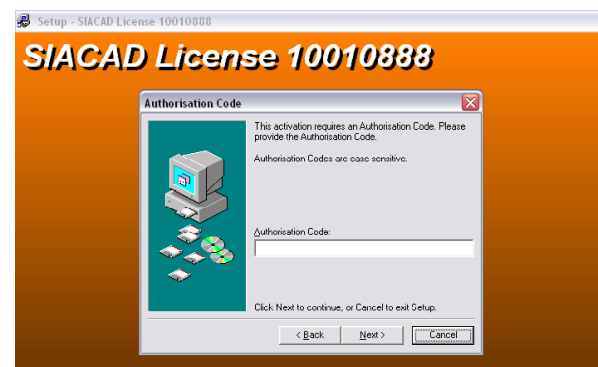 Setup - SIACAD License 10010888
SIACAD License 10010888
Authorisation Code
This activation requires an Authorisation Code. Please
provide the Authorisation Code.
Authorisation Codes are case sensitive.
Authorisation Code:
Click Next to continue, or Cancel to exit Setup.
< Back Next > Cancel